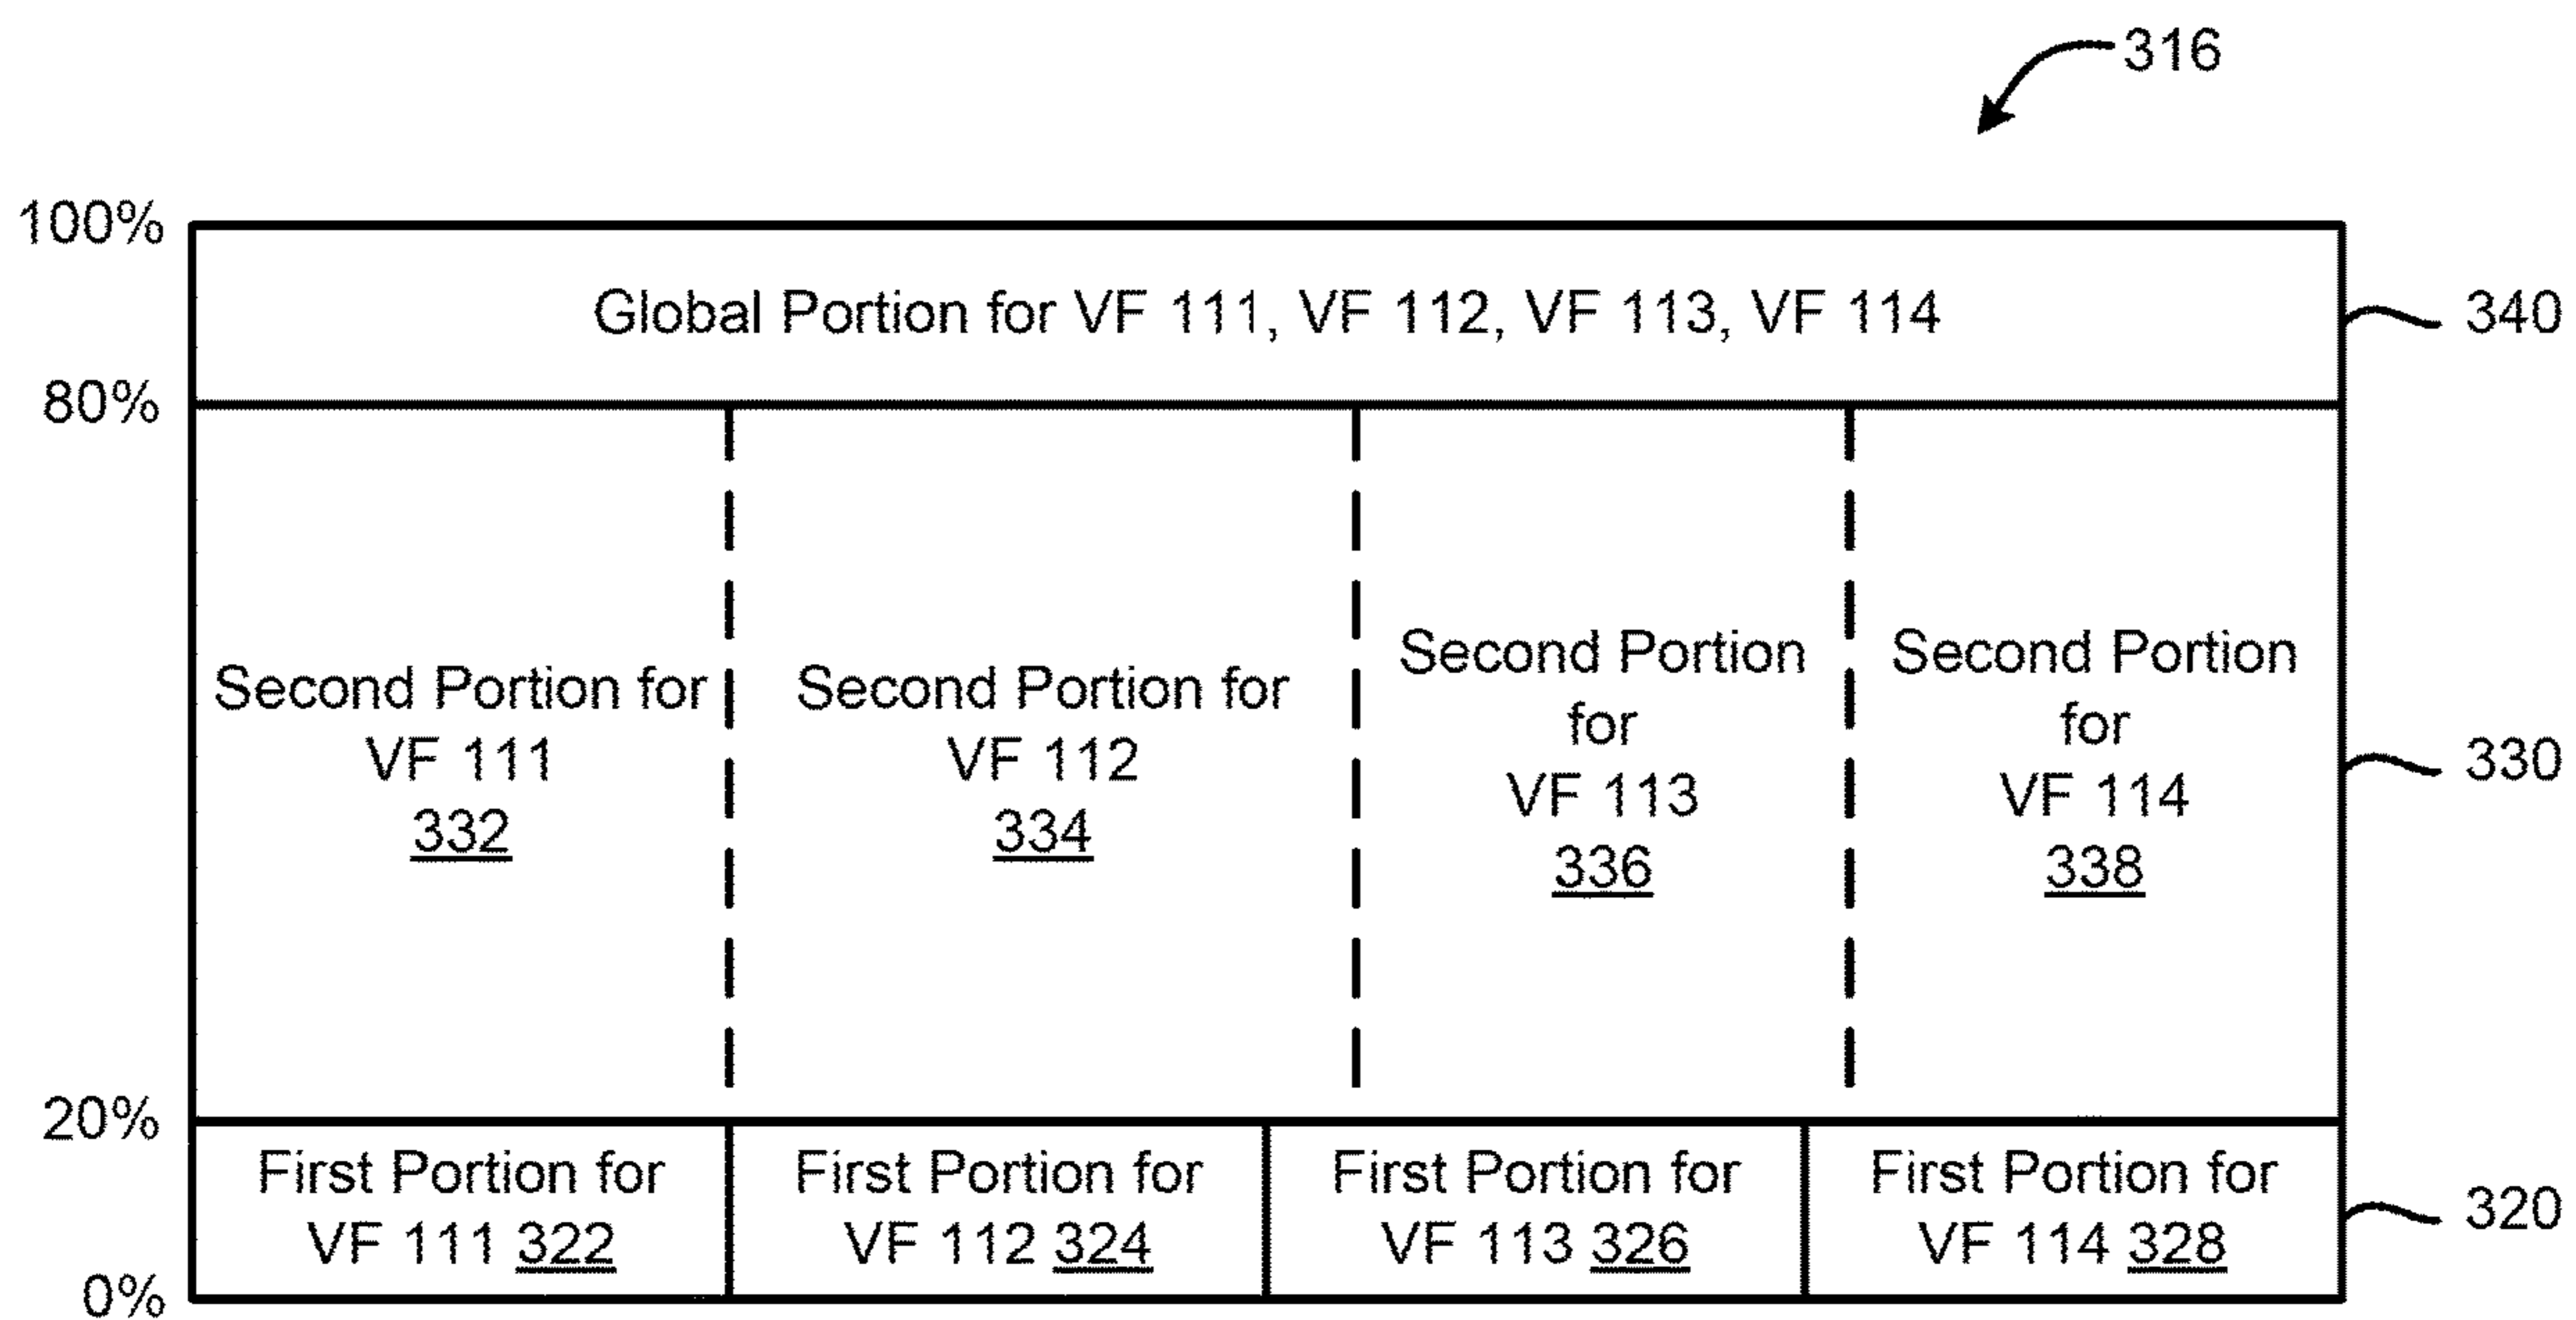 316
100%
Global Portion for VF 111, VF 112, VF 113, VF 114
340
80%
Second Portion for
VF 111
332
Second Portion for
VF 112
334
Second Portion
for
VF 113
336
Second Portion
for
VF 114
338
330
20%
First Portion for
VF 111 322
First Portion for
VF 112 324
First Portion for
VF 113 326
First Portion for
VF 114 328
320
0%